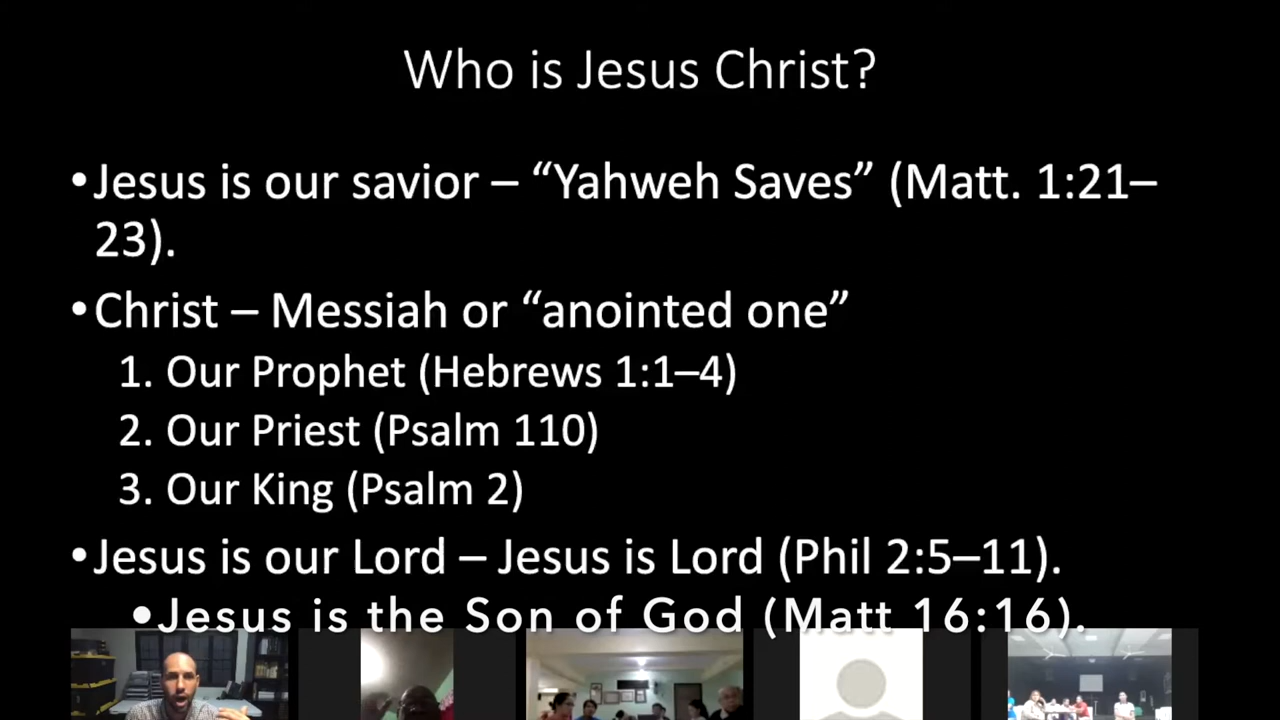 Who is Jesus Christ?
•Jesus is our savior – “Yahweh Saves” (Matt. 1:21–
23).
•Christ – Messiah or “anointed one”
1. Our Prophet (Hebrews 1:1–4)
2. Our Priest (Psalm 110)
3. Our King (Psalm 2)
•Jesus is our Lord – Jesus is Lord (Phil 2:5–11).
•Jesus is the Son of God (Matt 16:16).